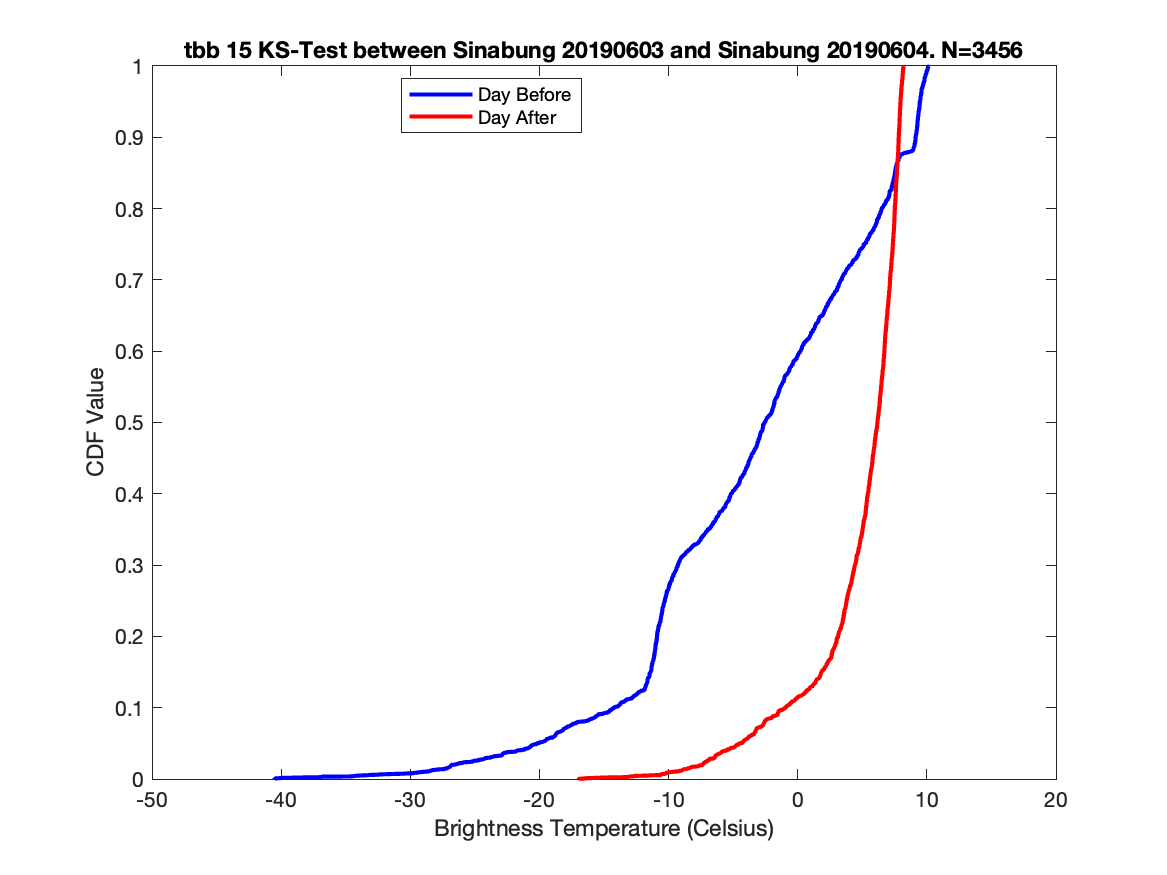 tbb 15 KS-Test between Sinabung 20190603 and Sinabung 20190604. N=3456
Day Before
Day After
1
0.9
0.8
0.7
0.6
0.5
0.4
0.3
0.2
0.1
0
CDF Value
-50 -40 -30 -20 -10 0 10 20
Brightness Temperature (Celsius)